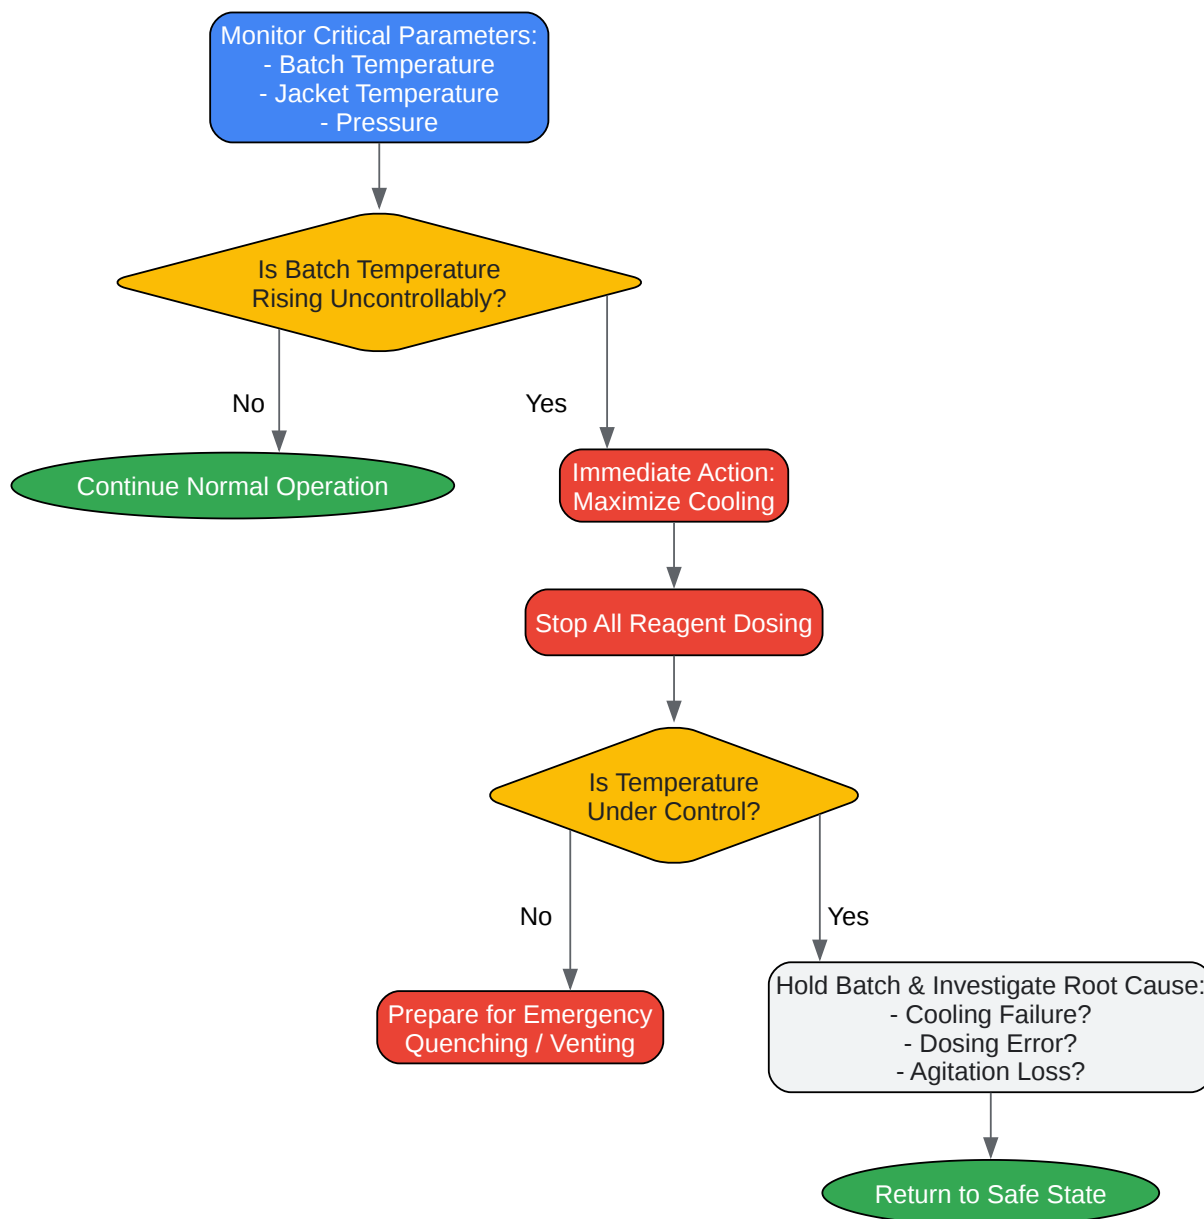 Monitor Critical Parameters:
- Batch Temperature
- Jacket Temperature
- Pressure
Is Batch Temperature
Rising Uncontrollably?
No
Yes
Continue Normal Operation
Immediate Action:
Maximize Cooling
Stop All Reagent Dosing
Is Temperature
Under Control?
No
Yes
Prepare for Emergency
Quenching / Venting
Hold Batch & Investigate Root Cause:
- Cooling Failure?
- Dosing Error?
- Agitation Loss?
Return to Safe State